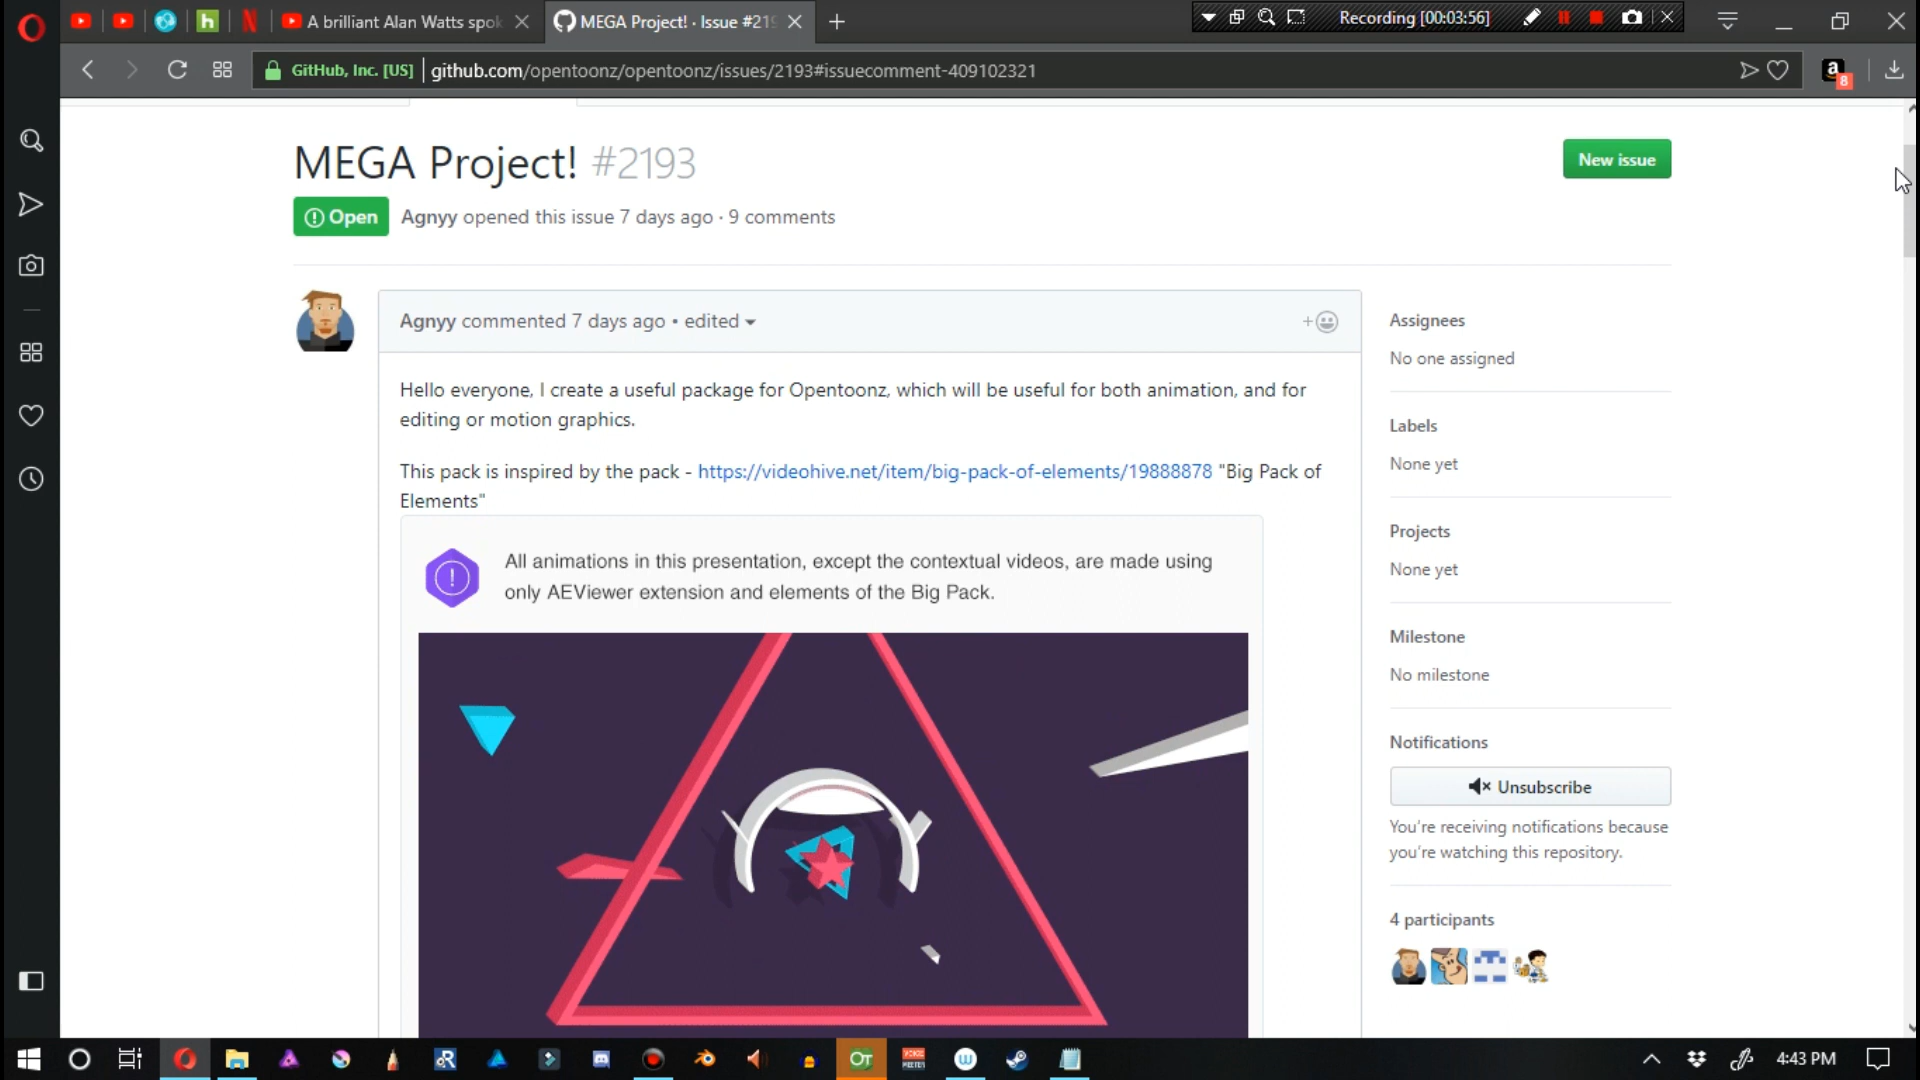 A brilliant Alan Watts spok
MEGA Project! · Issue #219
Recording [00:03:56]
GitHub, Inc. [US]
github.com/opentoonz/opentoonz/issues/2193#issuecomment-409102321
8
MEGA Project! #2193
New issue
Open
Agnyy opened this issue 7 days ago · 9 comments
Agnyy commented 7 days ago • edited
Hello everyone, I create a useful package for Opentoonz, which will be useful for both animation, and for
editing or motion graphics.
This pack is inspired by the pack - https://videohive.net/item/big-pack-of-elements/19888878 "Big Pack of
Elements"
All animations in this presentation, except the contextual videos, are made using
only AEViewer extension and elements of the Big Pack.
Assignees
No one assigned
Labels
None yet
Projects
None yet
Milestone
No milestone
Notifications
Unsubscribe
You're receiving notifications because
you're watching this repository.
4 participants
OT
4:43 PM